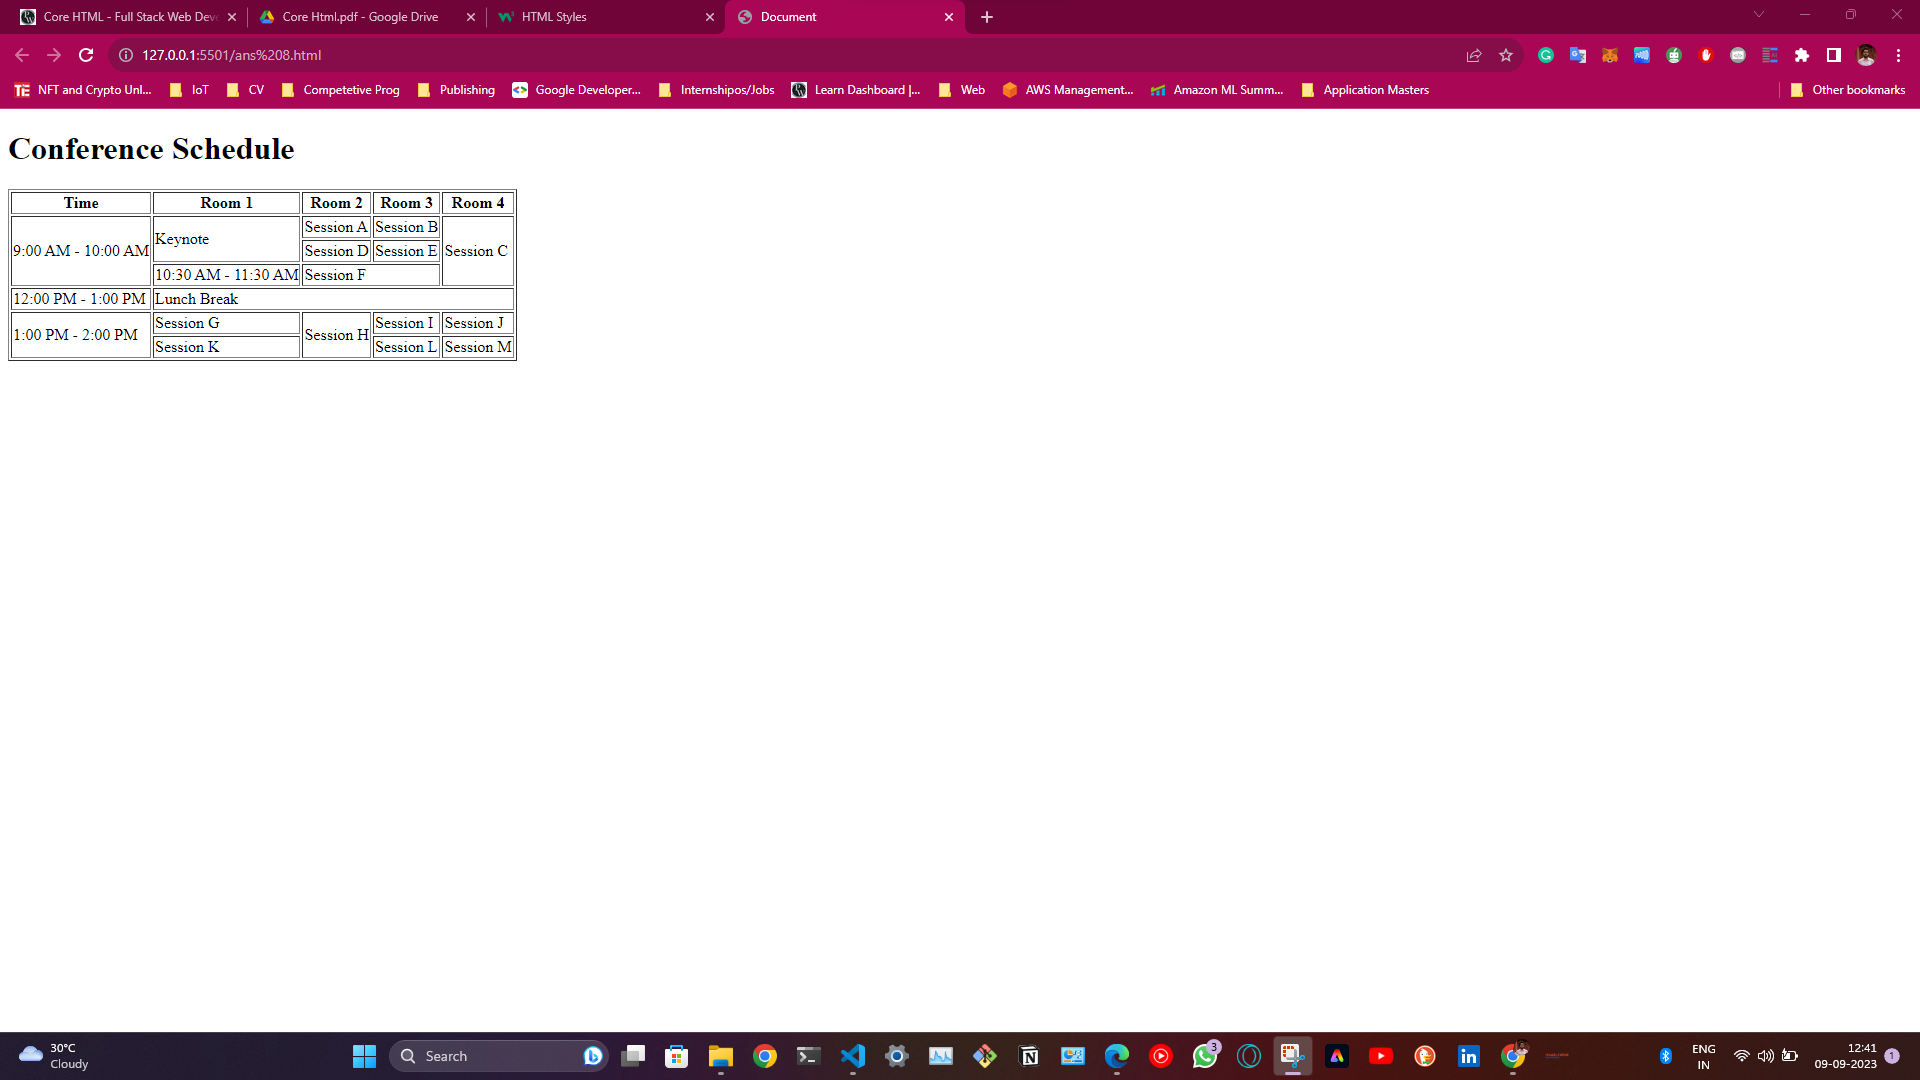 Core HTML - Full Stack Web Deve
Core Html.pdf - Google Drive
HTML Styles
Document
127.0.0.1:5501/ans%208.html
NFT and Crypto Unl...
IoT
CV
Competetive Prog
Publishing
Google Developer...
Internshipos/Jobs
Learn Dashboard |...
Web
AWS Management...
Amazon ML Summ...
Application Masters
Other bookmarks
Conference Schedule
Time Room 1 Room 2 Room 3 Room 4
9:00 AM - 10:00 AM Keynote Session A Session B Session C
Session D Session E
10:30 AM - 11:30 AM Session F
12:00 PM - 1:00 PM Lunch Break
1:00 PM - 2:00 PM Session G Session H Session I Session J
Session K Session L Session M
30°C
Cloudy
Search
3
ENG
IN
12:41
09-09-2023
1